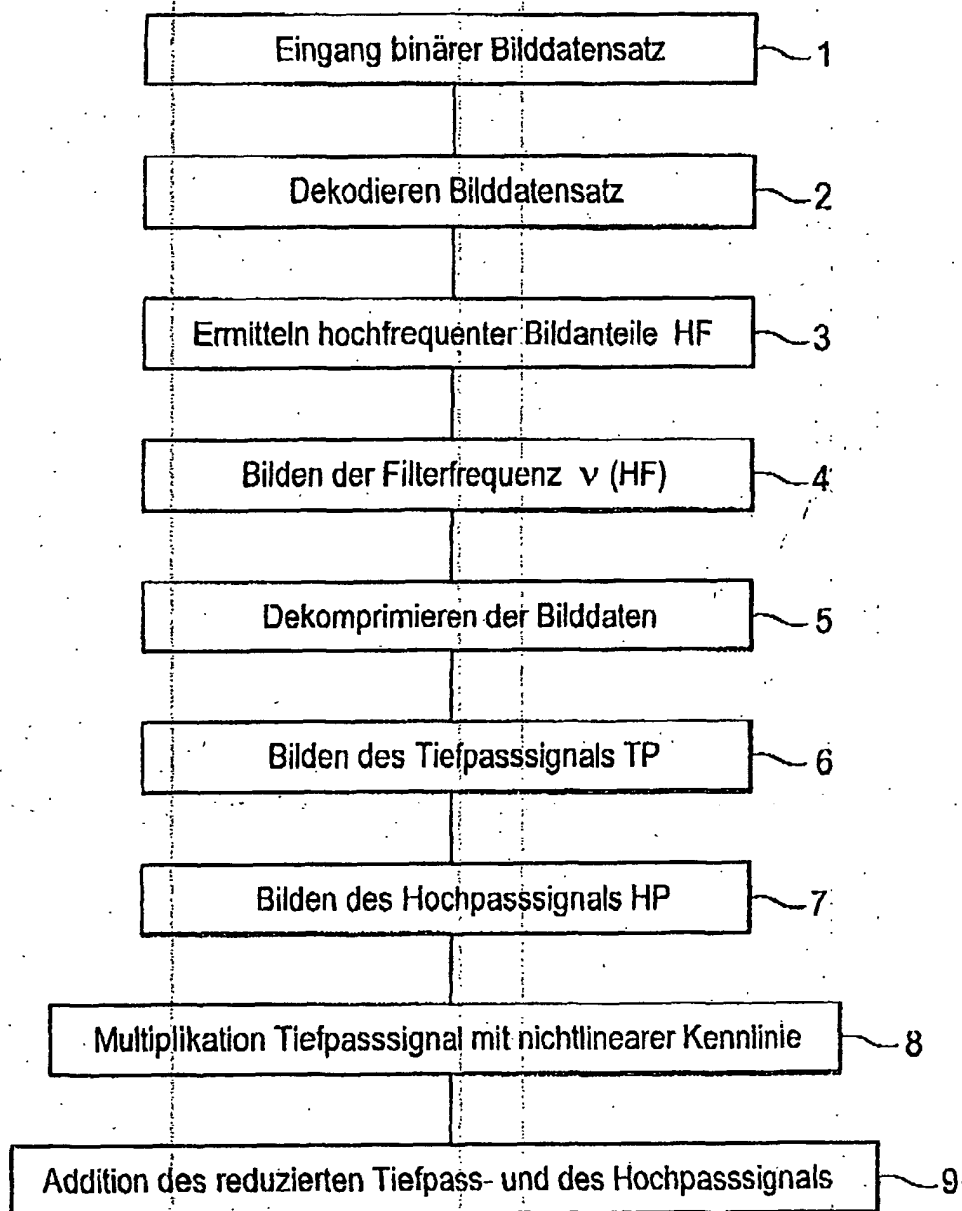 Eingang binärer Bilddatensatz 1
Dekodieren Bilddatensatz 2
Ermitteln hochfrequenter Bildanteile HF 3
Bilden der Filterfrequenz ν (HF) 4
Dekomprimieren der Bilddaten 5
Bilden des Tiefpasssignals TP 6
Bilden des Hochpasssignals HP 7
Multiplikation Tiefpasssignal mit nichtlinearer Kennlinie 8
Addition des reduzierten Tiefpass- und des Hochpasssignals 9